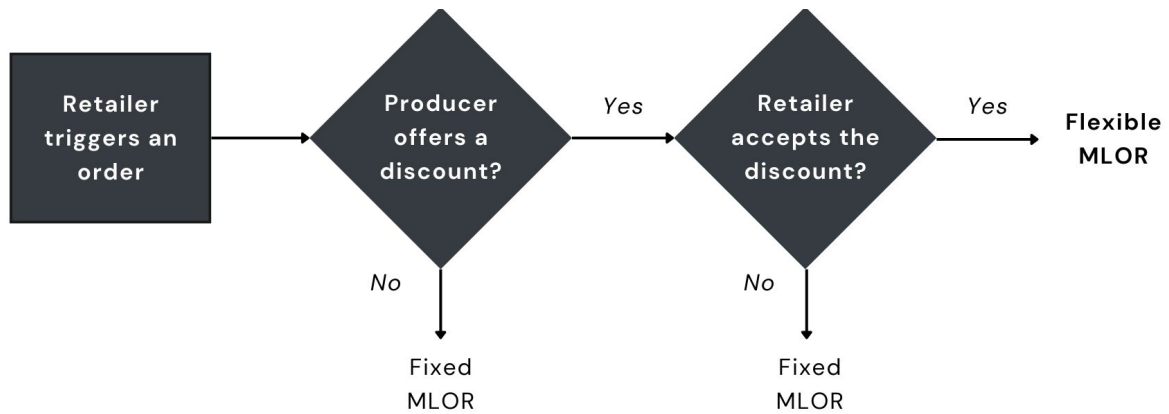 Retailer
triggers an
order
Producer
offers a
discount?
Yes
Retailer
accepts the
discount?
Yes
Flexible
MLOR
No
Fixed
MLOR
No
Fixed
MLOR